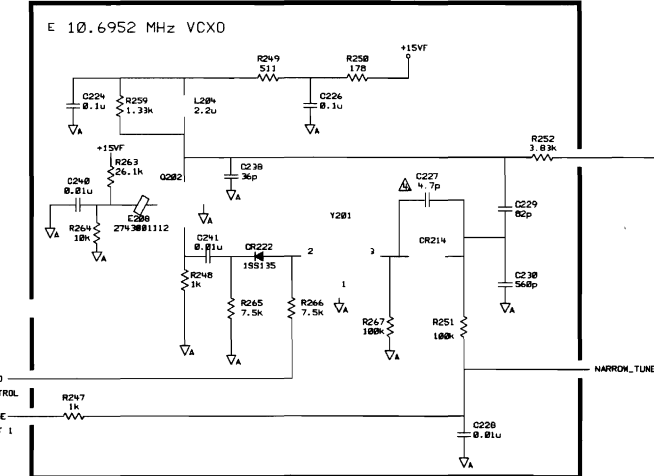 E 10.6952 MHz VCXO
+15VF
R249
511
R250
178
C224
0.1u
R259
1.33k
L204
2.2u
C226
0.1u
A
A
R252
3.83k
+15VF
R263
26.1k
Q202
C238
36p
A
C240
0.01u
4
C227
4.7p
C229
82p
A
R264
10k
E208
2743001112
A
Y201
CR214
A
C241
0.01u
CR222
1SS135
2
3
R248
1k
1
C230
560p
A
A
R265
7.5k
R266
7.5k
R267
100k
R251
100k
A
A
A
NARROW_TUNE
O
TROL
R247
1k
E
1
C228
0.01u
A